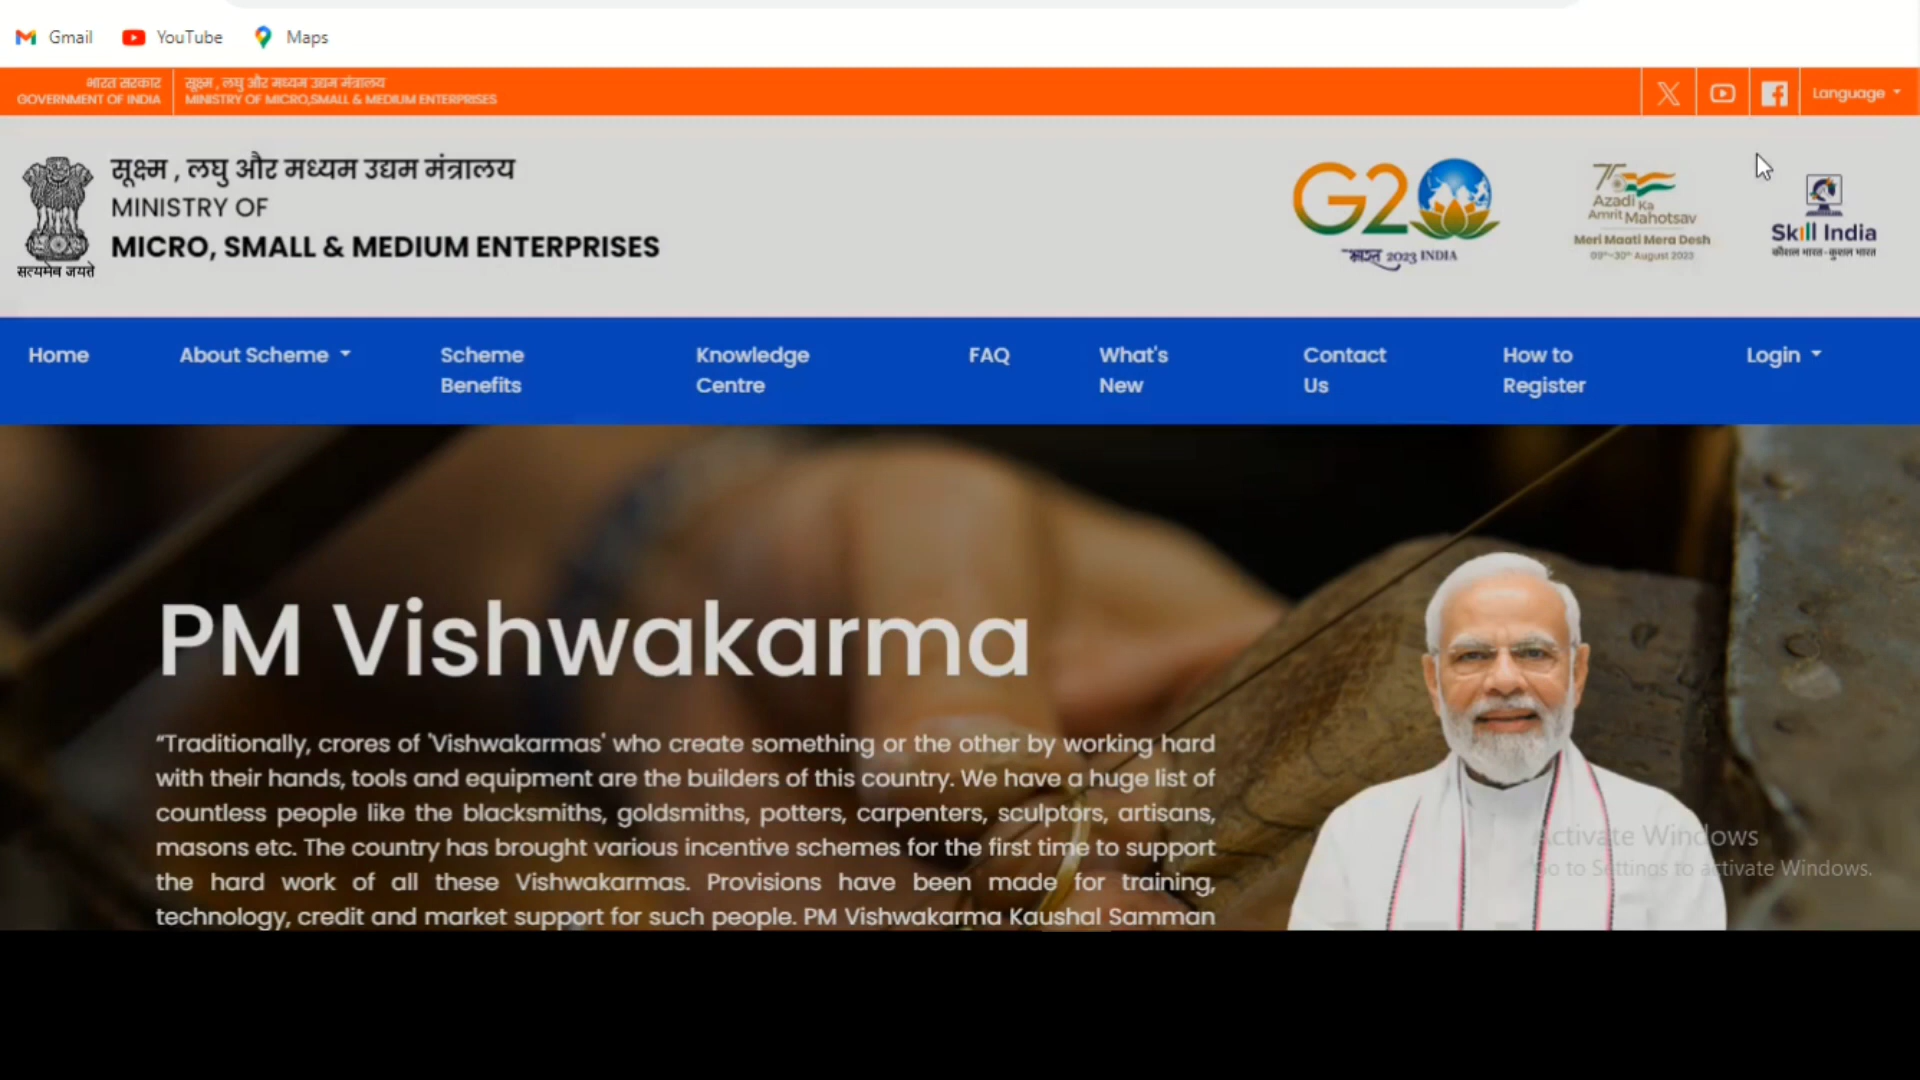 Gmail YouTube Maps
भारत सरकार
GOVERNMENT OF INDIA
सूक्ष्म , लघु और मध्यम उद्यम मंत्रालय
MINISTRY OF MICRO,SMALL & MEDIUM ENTERPRISES
Language
सत्यमेव जयते
सूक्ष्म , लघु और मध्यम उद्यम मंत्रालय
MINISTRY OF
MICRO, SMALL & MEDIUM ENTERPRISES
G20
भारत 2023 INDIA
75
Azadi Ka
Amrit Mahotsav
Meri Maati Mera Desh
09th-30th August 2023
Skill India
कौशल भारत - कुशल भारत
Home
About Scheme
Scheme
Benefits
Knowledge
Centre
FAQ
What's
New
Contact
Us
How to
Register
Login
PM Vishwakarma
“Traditionally, crores of 'Vishwakarmas' who create something or the other by working hard
with their hands, tools and equipment are the builders of this country. We have a huge list of
countless people like the blacksmiths, goldsmiths, potters, carpenters, sculptors, artisans,
masons etc. The country has brought various incentive schemes for the first time to support
the hard work of all these Vishwakarmas. Provisions have been made for training,
technology, credit and market support for such people. PM Vishwakarma Kaushal Samman
Activate Windows
Go to Settings to activate Windows.